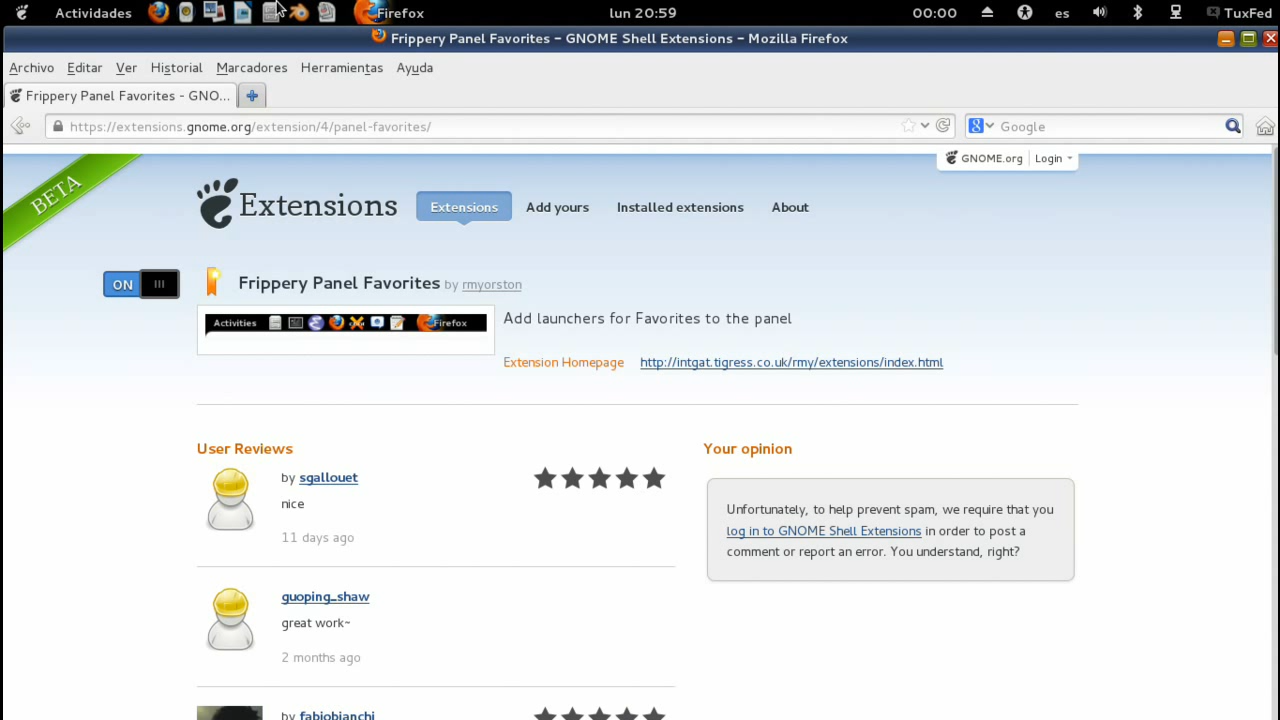 Actividades Firefox lun 20:59 00:00 es TuxFed
Frippery Panel Favorites – GNOME Shell Extensions – Mozilla Firefox
Archivo Editar Ver Historial Marcadores Herramientas Ayuda
Frippery Panel Favorites - GNO...
https://extensions.gnome.org/extension/4/panel-favorites/ Google
GNOME.org Login
BETA
Extensions Extensions Add yours Installed extensions About
ON Frippery Panel Favorites by rmyorston
Activities Firefox
Add launchers for Favorites to the panel
Extension Homepage http://intgat.tigress.co.uk/rmy/extensions/index.html
User Reviews
by sgallouet
nice
11 days ago
guoping_shaw
great work~
2 months ago
by fabiobianchi
Your opinion
Unfortunately, to help prevent spam, we require that you
log in to GNOME Shell Extensions in order to post a
comment or report an error. You understand, right?